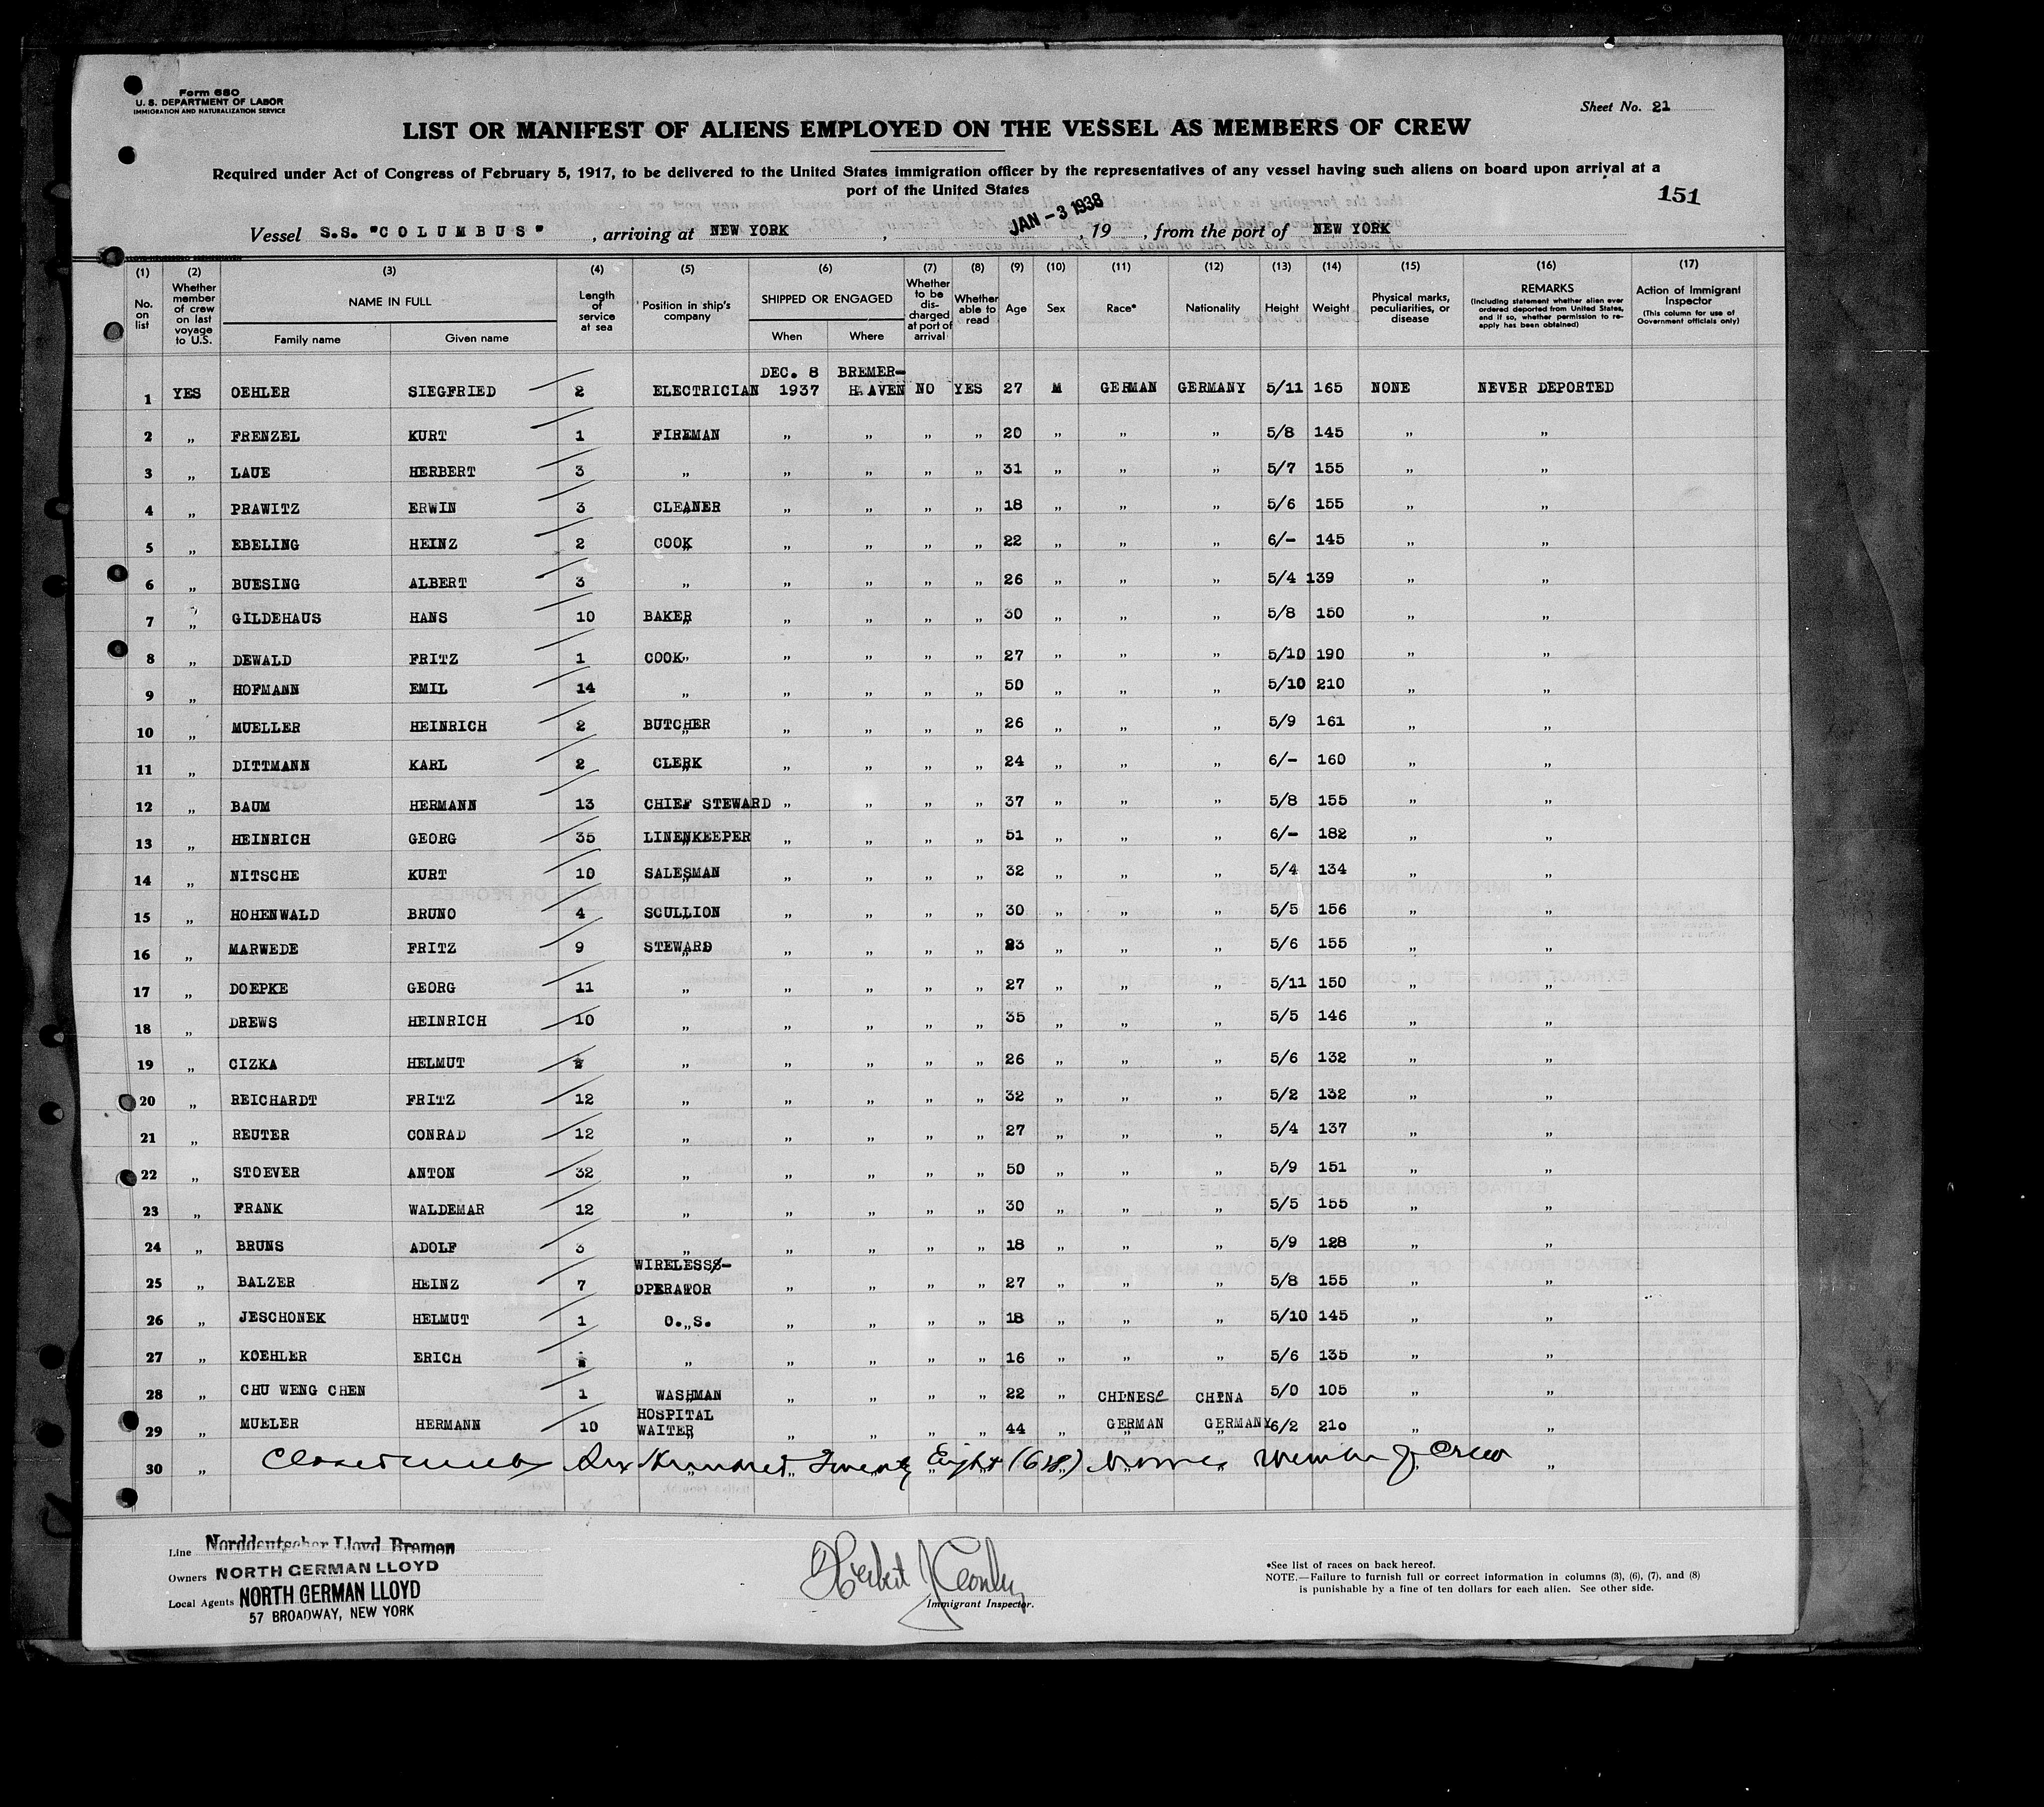 Form 680
U. S. DEPARTMENT OF LABOR
IMMIGRATION AND NATURALIZATION SERVICE
Sheet No. 21
LIST OR MANIFEST OF ALIENS EMPLOYED ON THE VESSEL AS MEMBERS OF CREW
Required under Act of Congress of February 5, 1917, to be delivered to the United States immigration officer by the representatives of any vessel having such aliens on board upon arrival at a
port of the United States
151
Vessel S.S. "COLUMBUS", arriving at NEW YORK, JAN -3 1938, 19, from the port of NEW YORK
(1) (2) (3) (4) (5) (6) (7) (8) (9) (10) (11) (12) (13) (14) (15) (16) (17)
No. on list
Whether member of crew on last voyage to U.S.
NAME IN FULL
Family name
Given name
Length of service at sea
Position in ship's company
SHIPPED OR ENGAGED
When
Where
Whether to be discharged at port of arrival
Whether able to read
Age
Sex
Race*
Nationality
Height
Weight
Physical marks, peculiarities, or disease
REMARKS
(Including statement whether alien ever ordered deported from United States, and if so, whether permission to re-apply has been obtained)
Action of Immigrant Inspector
(This column for use of Government officials only)
DEC. 8 BREMER-
1 YES OEHLER SIEGFRIED 2 ELECTRICIAN 1937 HAVEN NO YES 27 M GERMAN GERMANY 5/11 165 NONE NEVER DEPORTED
2 " FRENZEL KURT 1 FIREMAN " " " " 20 " " " 5/8 145 " "
3 " LAUE HERBERT 3 " " " " " 31 " " " 5/7 155 " "
4 " PRAWITZ ERWIN 3 CLEANER " " " " 18 " " " 5/6 155 " "
5 " EBELING HEINZ 2 COOK " " " " 22 " " " 6/- 145 " "
6 " BUESING ALBERT 3 " " " " " 26 " " " 5/4 139 " "
7 " GILDEHAUS HANS 10 BAKER " " " " 30 " " " 5/8 150 " "
8 " DEWALD FRITZ 1 COOK " " " " 27 " " " 5/10 190 " "
9 " HOFMANN EMIL 14 " " " " " 50 " " " 5/10 210 " "
10 " MUELLER HEINRICH 2 BUTCHER " " " " 26 " " " 5/9 161 " "
11 " DITTMANN KARL 2 CLERK " " " " 24 " " " 6/- 160 " "
12 " BAUM HERMANN 13 CHIEF STEWARD " " " " 37 " " " 5/8 155 " "
13 " HEINRICH GEORG 35 LINENKEEPER " " " " 51 " " " 6/- 182 " "
14 " NITSCHE KURT 10 SALESMAN " " " " 32 " " " 5/4 134 " "
15 " HOHENWALD BRUNO 4 SCULLION " " " " 30 " " " 5/5 156 " "
16 " MARWEDE FRITZ 9 STEWARD " " " " 23 " " " 5/6 155 " "
17 " DOEPKE GEORG 11 " " " " " 27 " " " 5/11 150 " "
18 " DREWS HEINRICH 10 " " " " " 35 " " " 5/5 146 " "
19 " CIZKA HELMUT " " " " " 26 " " " 5/6 132 " "
20 " REICHARDT FRITZ 12 " " " " " 32 " " " 5/2 132 " "
21 " REUTER CONRAD 12 " " " " " 27 " " " 5/4 137 " "
22 " STOEVER ANTON 32 " " " " " 50 " " " 5/9 151 " "
23 " FRANK WALDEMAR 12 " " " " " 30 " " " 5/5 155 " "
24 " BRUNS ADOLF 3 " " " " " 18 " " " 5/9 128 " "
WIRELESS-
25 " BALZER HEINZ 7 OPERATOR " " " " 27 " " " 5/8 155 " "
26 " JESCHONEK HELMUT 1 O.S. " " " " 18 " " " 5/10 145 " "
27 " KOEHLER ERICH " " " " " 16 " " " 5/6 135 " "
28 " CHU WENG CHEN 1 WASHMAN " " " " 22 " CHINESE CHINA 5/0 105 " "
HOSPITAL
29 " MUELER HERMANN 10 WAITER " " " " 44 " GERMAN GERMANY 6/2 210 " "
30 " Closed Six Hundred Twenty Eight (628) Names Member of Crew "
Line Norddeutscher Lloyd Bremen
Owners NORTH GERMAN LLOYD
Local Agents NORTH GERMAN LLOYD
57 BROADWAY, NEW YORK
Herbert J
Immigrant Inspector.
*See list of races on back hereof.
NOTE.—Failure to furnish full or correct information in columns (3), (6), (7), and (8)
is punishable by a fine of ten dollars for each alien. See other side.